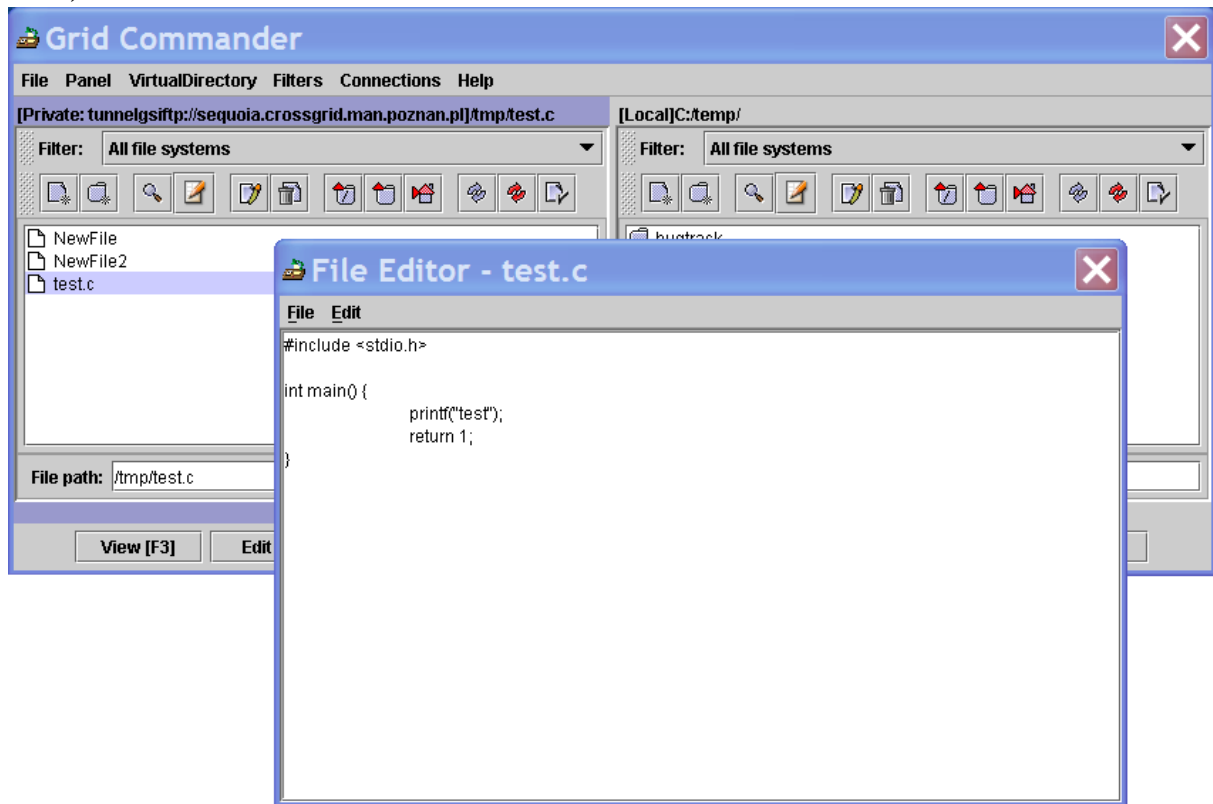 Grid Commander
File Panel VirtualDirectory Filters Connections Help
[Private: tunnelgsiftp://sequoia.crossgrid.man.poznan.pl]/tmp/test.c [Local]C:/temp/
Filter: All file systems Filter: All file systems
NewFile
NewFile2
test.c
bugtrack
File path: /tmp/test.c
View [F3] Edit
File Editor - test.c
File Edit
#include <stdio.h>
int main() {
printf("test");
return 1;
}